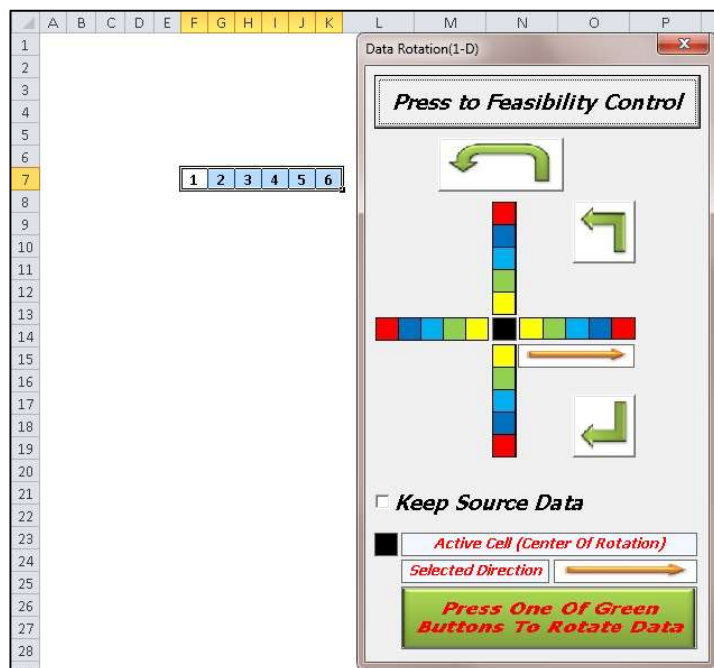 A B C D E F G H I J K L M N O P
1
2
3
4
5
6
7 1 2 3 4 5 6
8
9
10
11
12
13
14
15
16
17
18
19
20
21
22
23
24
25
26
27
28
Data Rotation(1-D)
x
Press to Feasibility Control
Keep Source Data
Active Cell (Center Of Rotation)
Selected Direction
Press One Of Green
Buttons To Rotate Data